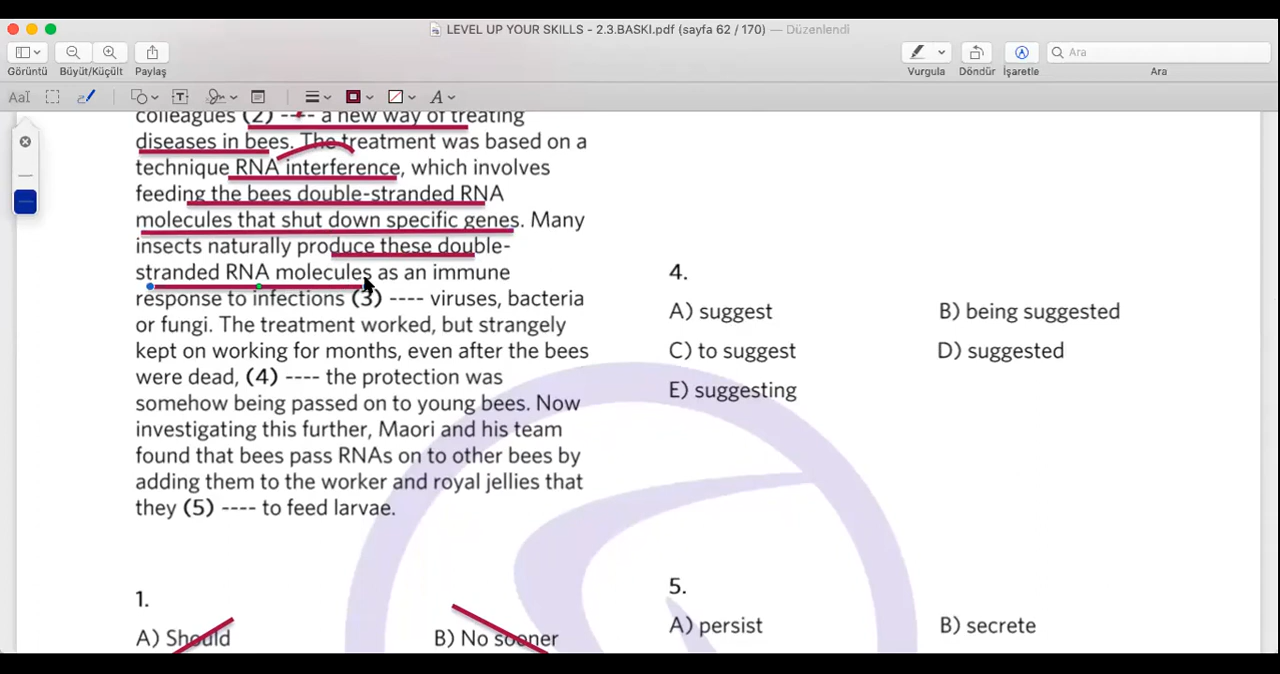 LEVEL UP YOUR SKILLS - 2.3.BASKI.pdf (sayfa 62 / 170) — Düzenlendi
Görüntü Büyüt/Küçült Paylaş Vurgula Döndür İşaretle Ara
Ara
colleagues (2) ---- a new way of treating
diseases in bees. The treatment was based on a
technique RNA interference, which involves
feeding the bees double-stranded RNA
molecules that shut down specific genes. Many
insects naturally produce these double-
stranded RNA molecules as an immune
response to infections (3) ---- viruses, bacteria
or fungi. The treatment worked, but strangely
kept on working for months, even after the bees
were dead, (4) ---- the protection was
somehow being passed on to young bees. Now
investigating this further, Maori and his team
found that bees pass RNAs on to other bees by
adding them to the worker and royal jellies that
they (5) ---- to feed larvae.
1.
A) Should B) No sooner
4.
A) suggest B) being suggested
C) to suggest D) suggested
E) suggesting
5.
A) persist B) secrete